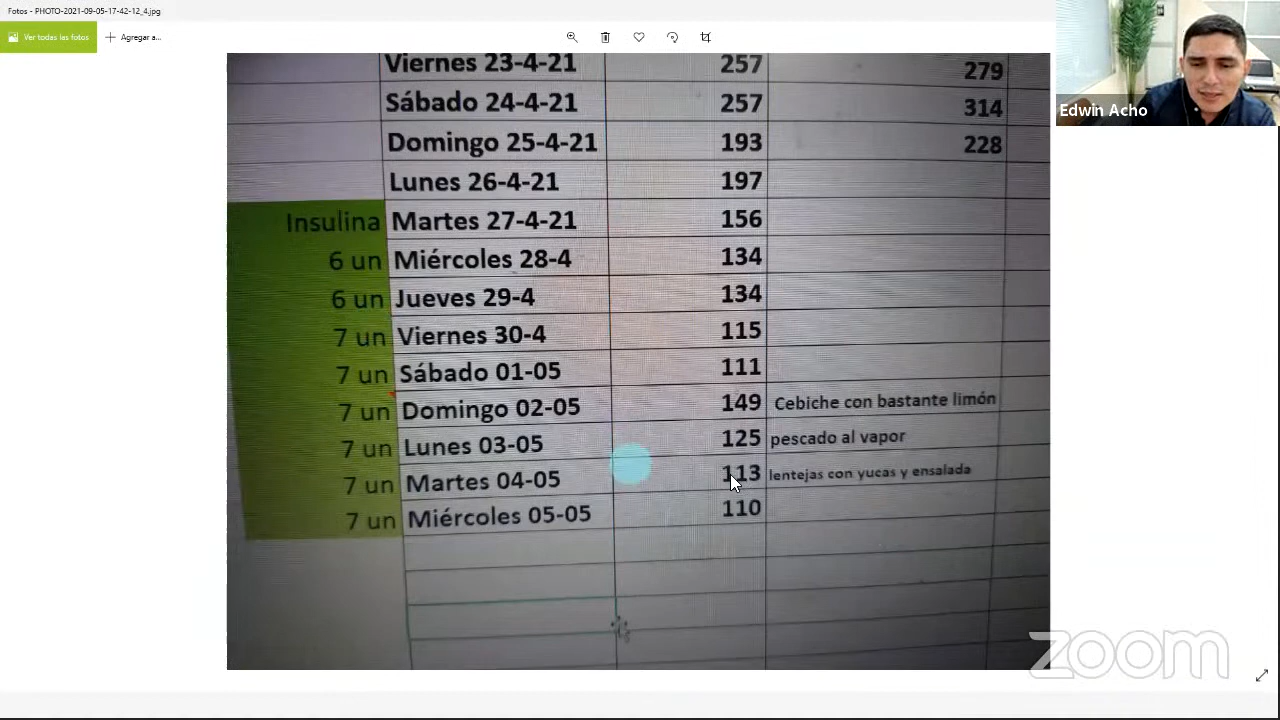 Fotos - PHOTO-2021-09-05-17-42-12_4.jpg
Ver todas las fotos
Agregar a...
Edwin Acho
Viernes 23-4-21 257 279
Sábado 24-4-21 257 314
Domingo 25-4-21 193 228
Lunes 26-4-21 197
Insulina Martes 27-4-21 156
6 un Miércoles 28-4 134
6 un Jueves 29-4 134
7 un Viernes 30-4 115
7 un Sábado 01-05 111
7 un Domingo 02-05 149 Cebiche con bastante limón
7 un Lunes 03-05 125 pescado al vapor
7 un Martes 04-05 113 lentejas con yucas y ensalada
7 un Miércoles 05-05 110
zoom